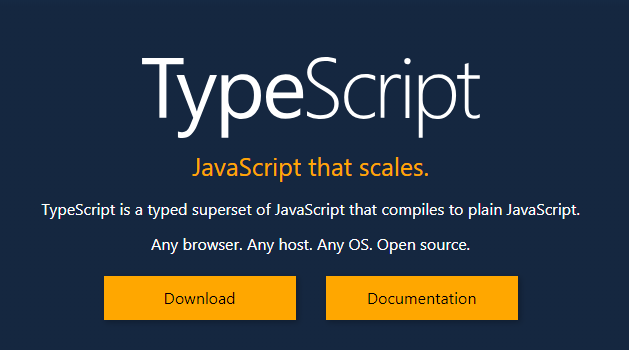 TypeScript
JavaScript that scales.
TypeScript is a typed superset of JavaScript that compiles to plain JavaScript.
Any browser. Any host. Any OS. Open source.
Download
Documentation